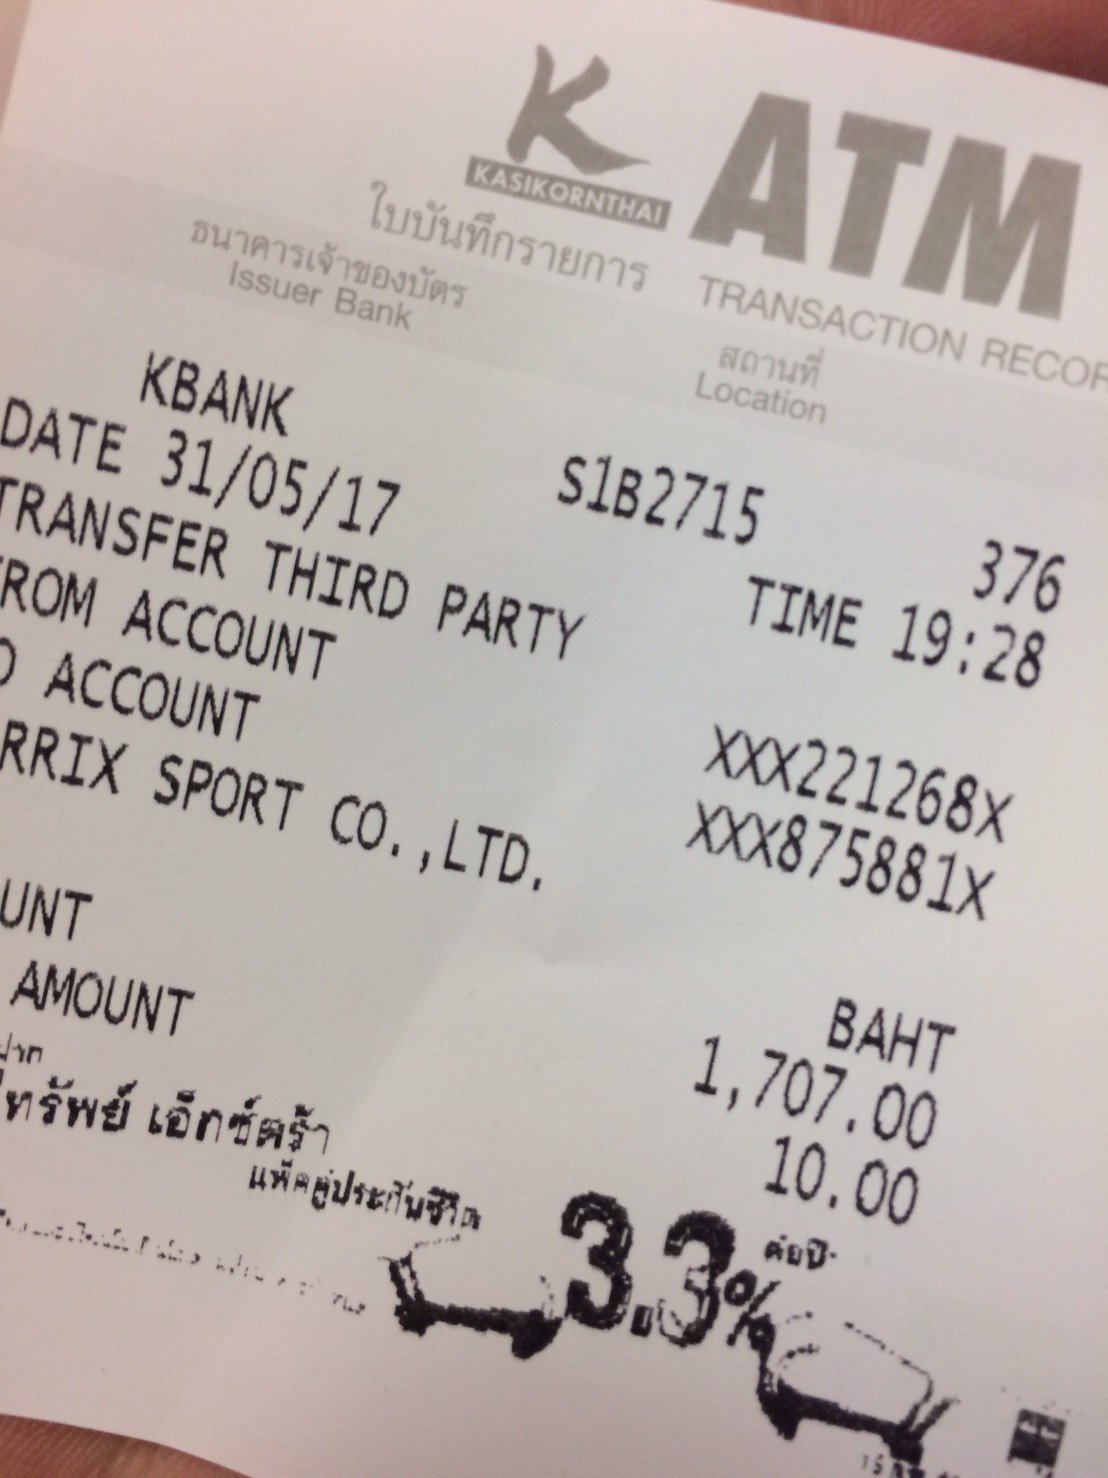 K ATM
KASIKORNTHAI
ใบบันทึกรายการ TRANSACTION RECOR
ธนาคารเจ้าของบัตร สถานที่
Issuer Bank Location
KBANK S1B2715 376
DATE 31/05/17 TIME 19:28
TRANSFER THIRD PARTY
ROM ACCOUNT XXX221268X
O ACCOUNT XXX875881X
RRIX SPORT CO.,LTD.
BAHT
UNT 1,707.00
AMOUNT 10.00
ฝาก
ทรัพย์ เอ็กซ์ตร้า
แพ็คคู่ประกันชีวิต
3.3% ต่อปี